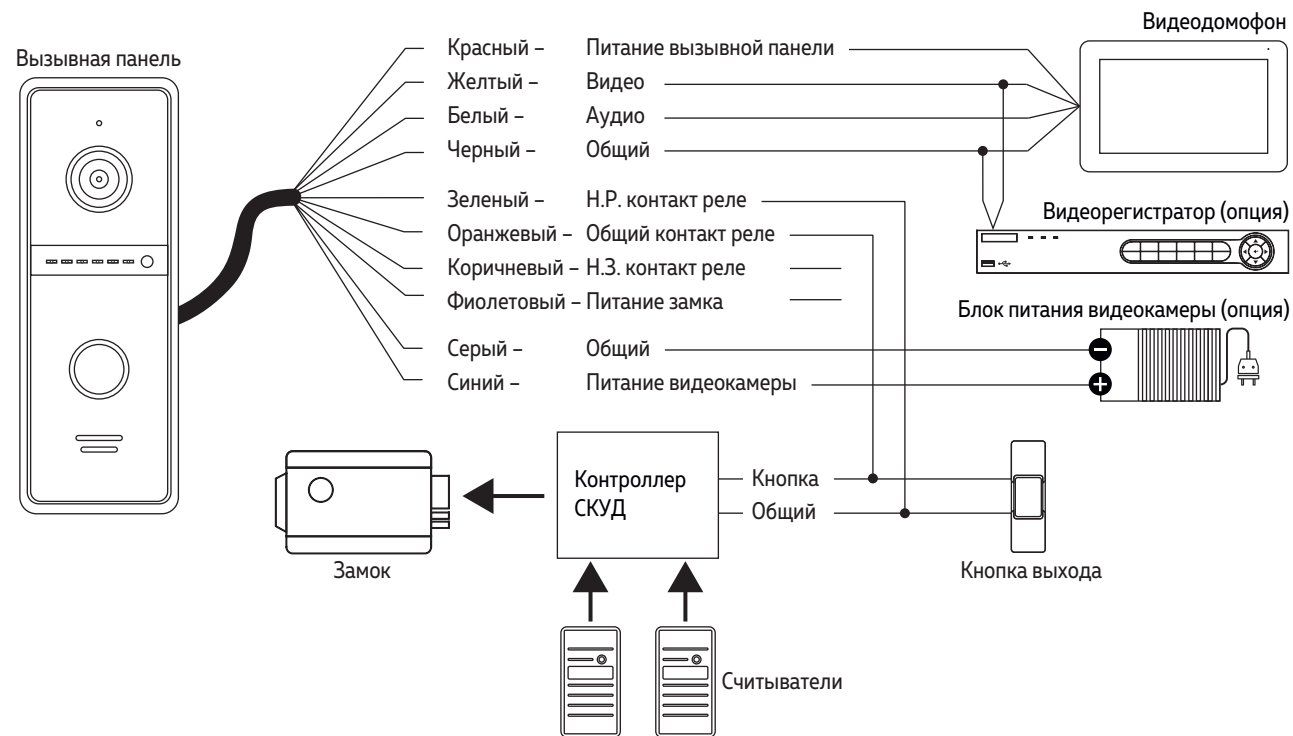 Видеодомофон
Вызывная панель
Красный – Питание вызывной панели
Желтый – Видео
Белый – Аудио
Черный – Общий
Зеленый – Н.Р. контакт реле
Оранжевый – Общий контакт реле
Коричневый – Н.З. контакт реле
Фиолетовый – Питание замка
Серый – Общий
Синий – Питание видеокамеры
Видеорегистратор (опция)
Блок питания видеокамеры (опция)
Контроллер
СКУД
Кнопка
Общий
Замок
Кнопка выхода
Считыватели